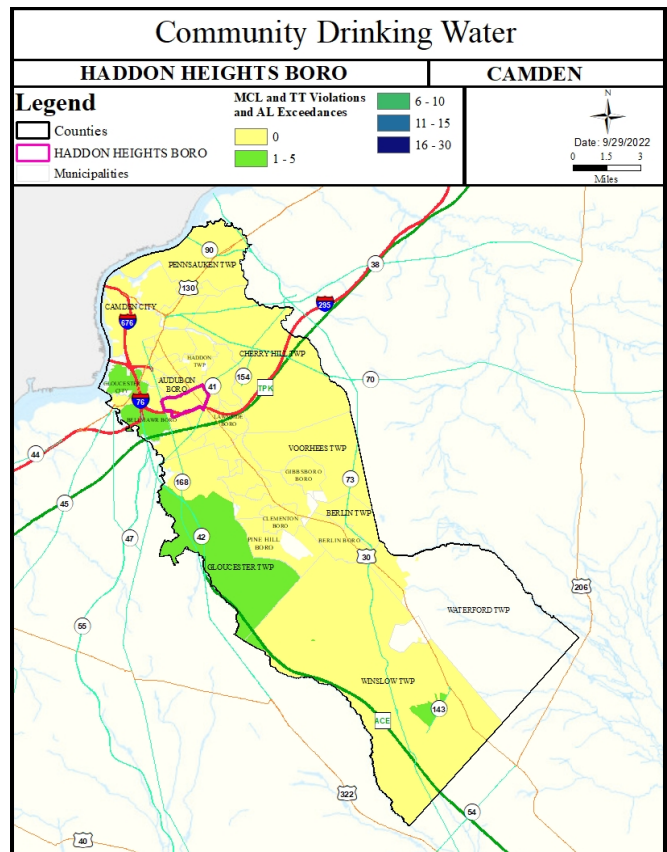 Community Drinking Water
HADDON HEIGHTS BORO
CAMDEN
Legend
Counties
HADDON HEIGHTS BORO
Municipalities
MCL and TT Violations
and AL Exceedances
0
1 - 5
6 - 10
11 - 15
16 - 30
N
Date: 9/29/2022
0 1.5 3
Miles
90
PENNSAUKEN TWP
38
130
295
CAMDEN CITY
676
CHERRY HILL TWP
HADDON
TWP
154
70
TPK
AUDUBON
BORO
41
GLOUCESTER
CITY
76
BORO
BORO
44
VOORHEES TWP
45
168
GIBBSBORO
BORO
73
47
42
CLEMENTON
BORO
BERLIN TWP
PINE HILL
BORO
BERLIN BORO
30
GLOUCESTER TWP
206
WATERFORD TWP
55
WINSLOW TWP
143
ACE
322
54
40